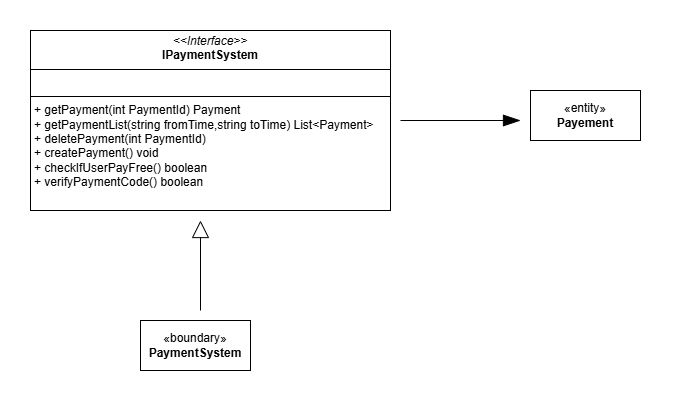 <<Interface>>
IPaymentSystem
+ getPayment(int PaymentId) Payment
+ getPaymentList(string fromTime,string toTime) List<Payment>
+ deletePayment(int PaymentId)
+ createPayment() void
+ checkIfUserPayFree() boolean
+ verifyPaymentCode() boolean
«entity»
Payement
«boundary»
PaymentSystem